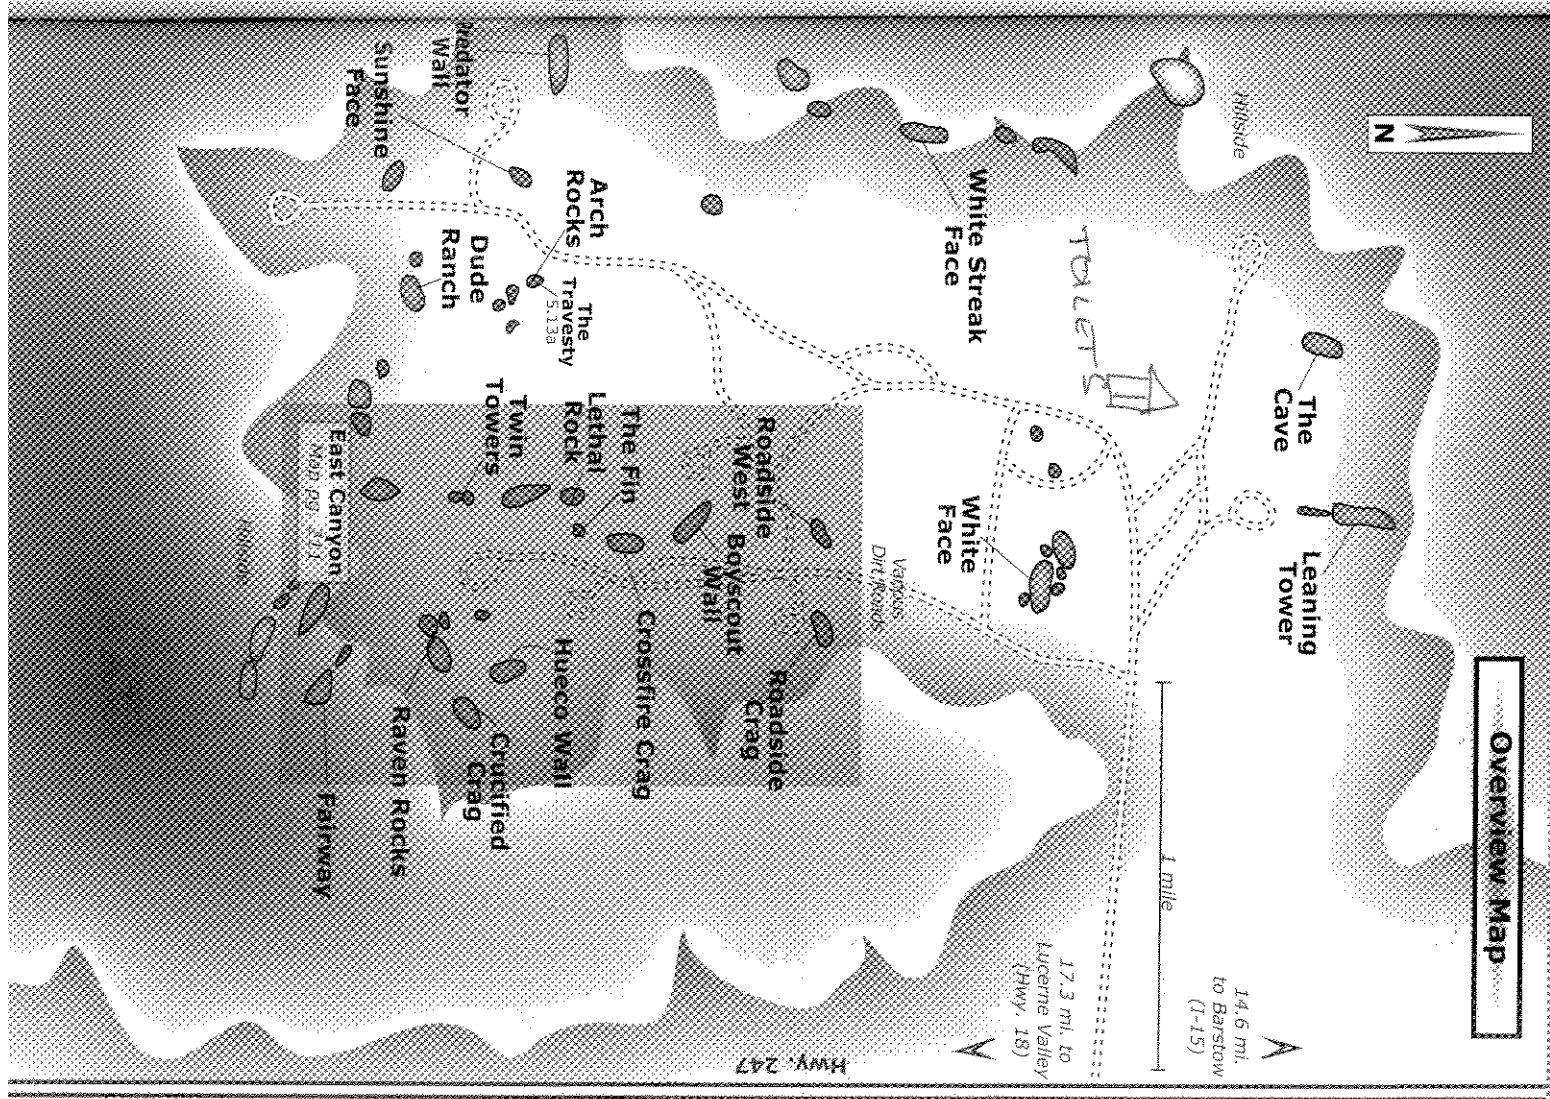 Overview Map
N
Hillside
14.6 mi.
to Barstow
(I-15)
17.3 mi. to
Lucerne Valley
(Hwy. 18)
Hwy. 247
1 mile
Leaning
Tower
The
Cave
TOILETS
White Streak
Face
White
Face
Various
Dirt Roads
Roadside
West
Boyscout
Wall
Roadside
Crag
The Fin
Lethal
Rock
Twin
Towers
Crossfire Crag
Hueco Wall
Crucified
Crag
Raven Rocks
Fairway
East Canyon
Map pg. 211
Arch
Rocks
The
Travesty
5.13a
Dude
Ranch
Sunshine
Face
Wall